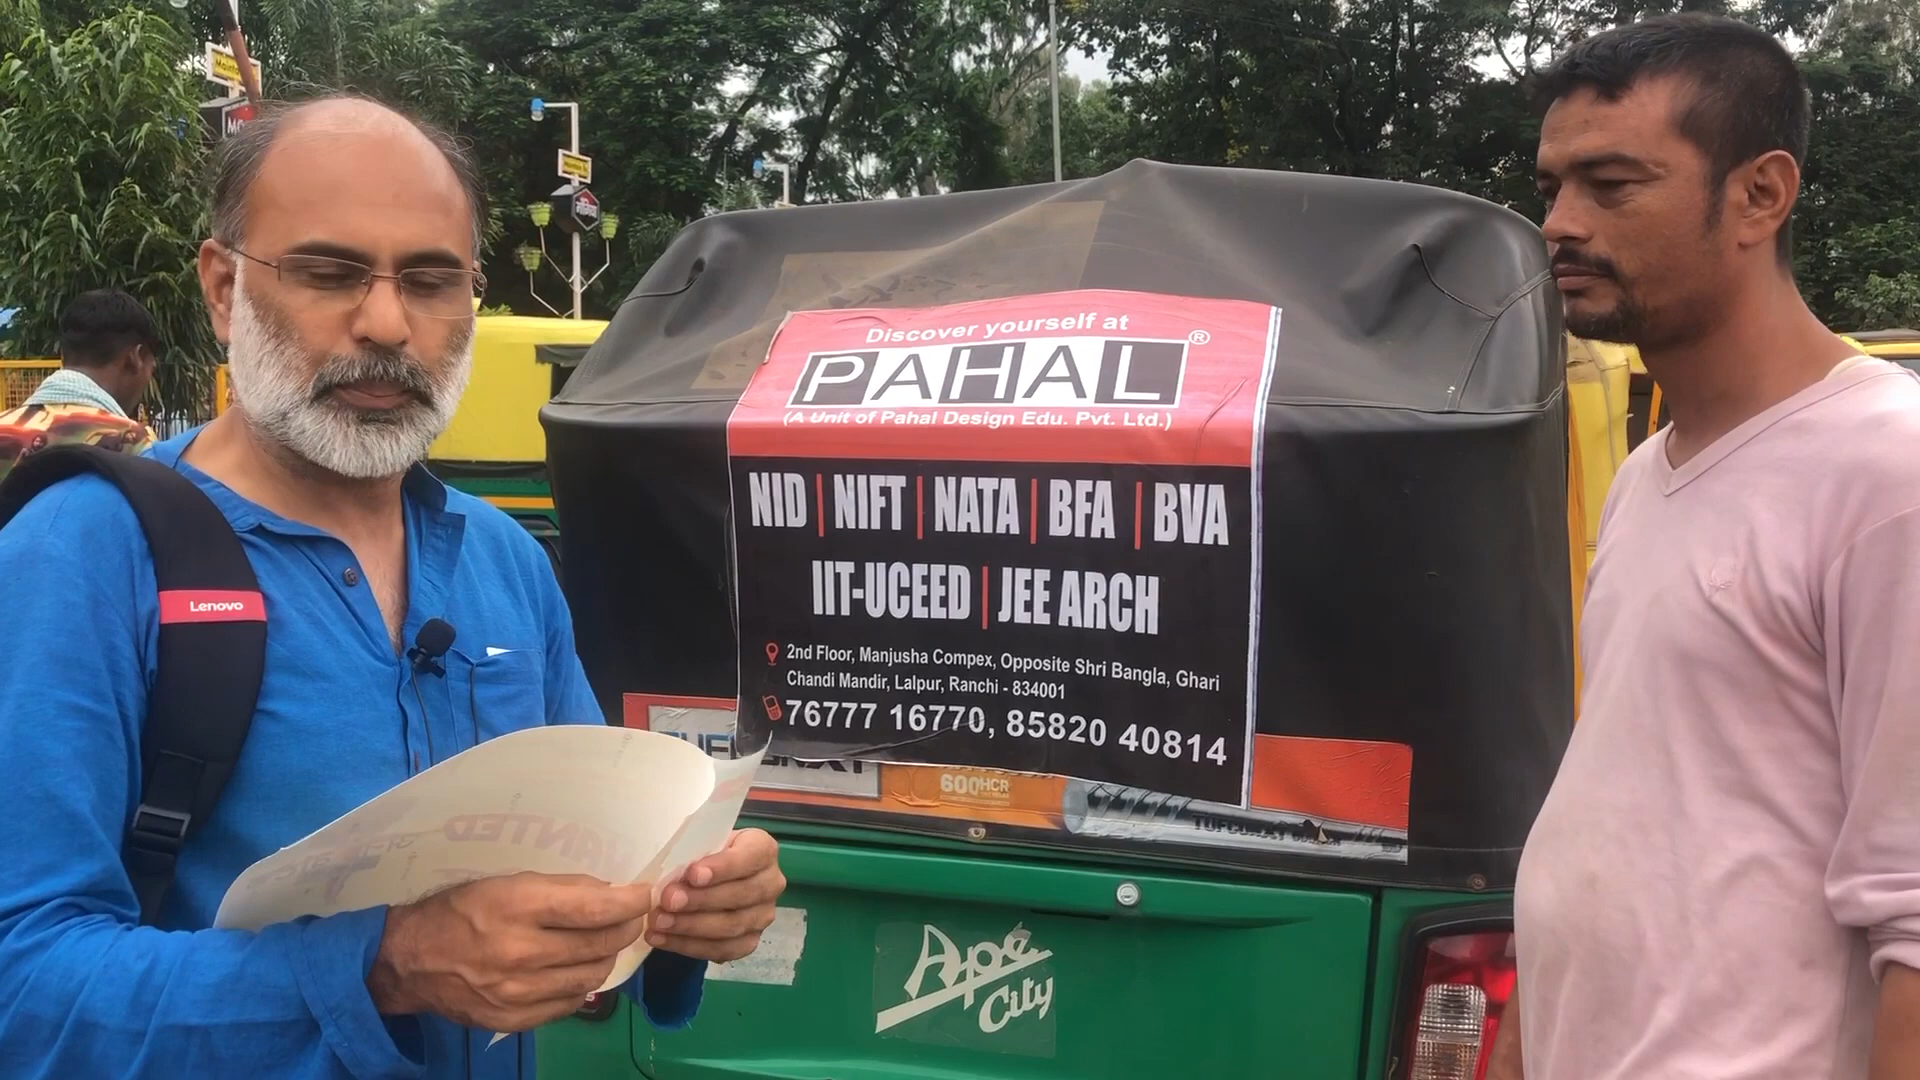 Discover yourself at
PAHAL®
(A Unit of Pahal Design Edu. Pvt. Ltd.)
NID | NIFT | NATA | BFA | BVA
IIT-UCEED | JEE ARCH
2nd Floor, Manjusha Compex, Opposite Shri Bangla, Ghari
Chandi Mandir, Lalpur, Ranchi - 834001
76777 16770, 85820 40814
600HCR
Lenovo
WANTED
Ape
City